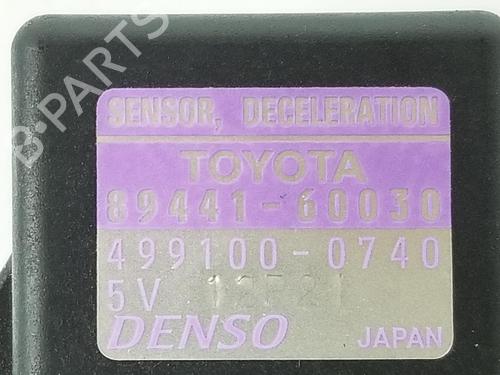 B-PARTS
SENSOR, DECELERATION
TOYOTA
89441-60030
499100-0740
5V
DENSO JAPAN